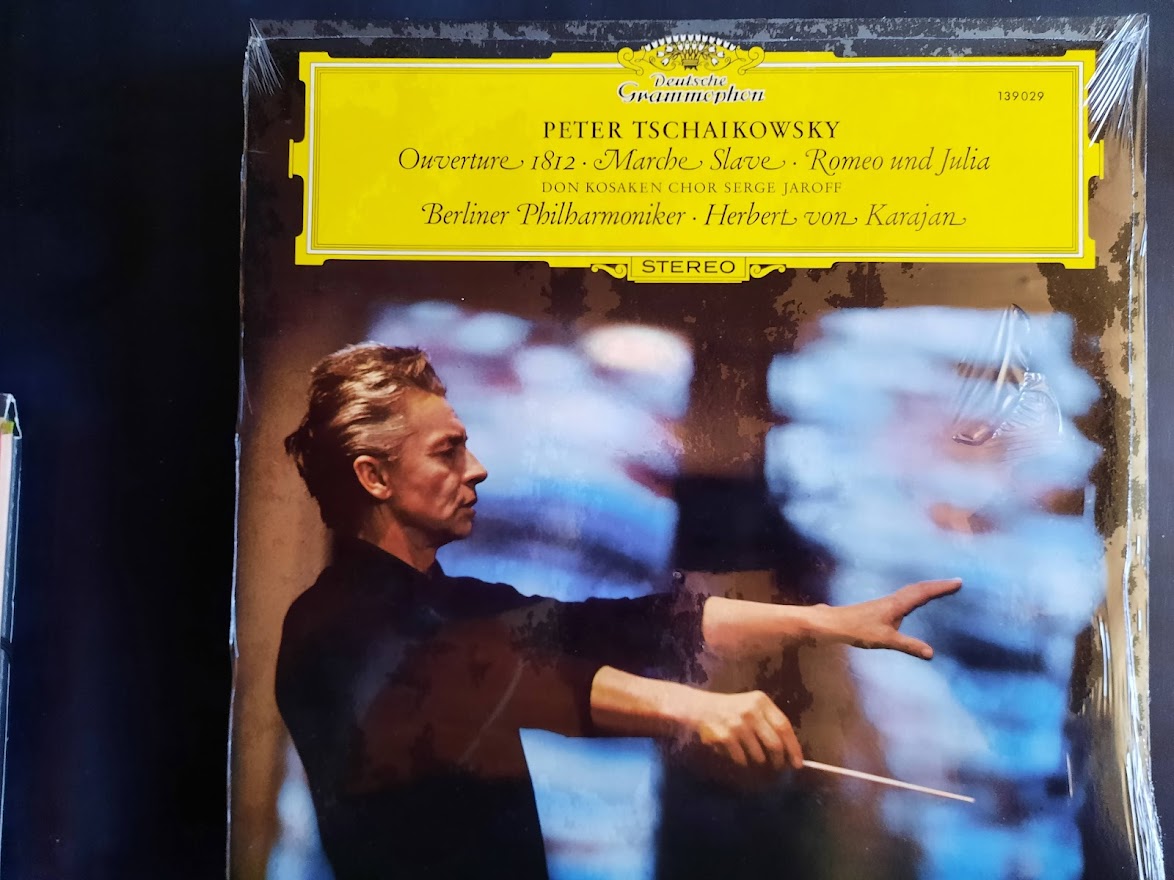 Deutsche
Grammophon
139029
PETER TSCHAIKOWSKY
Ouverture 1812 · Marche Slave · Romeo und Julia
DON KOSAKEN CHOR SERGE JAROFF
Berliner Philharmoniker · Herbert von Karajan
STEREO